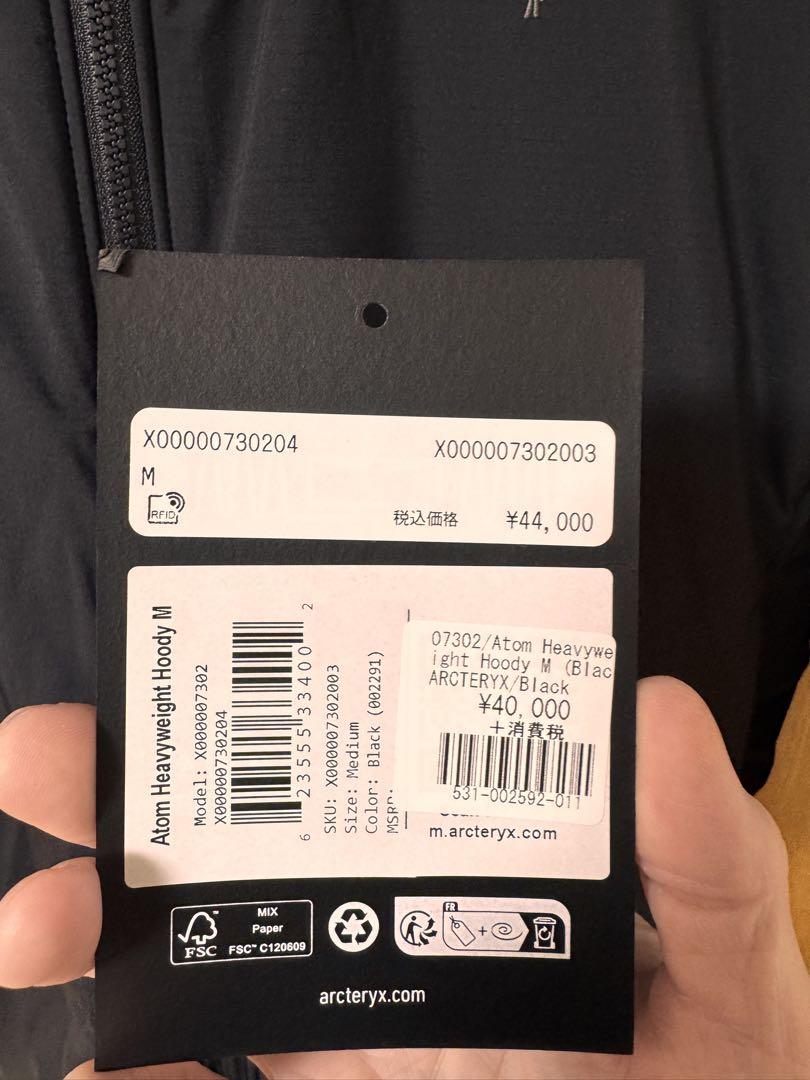 X00000730204
X000007302003
M
RFID
税込価格 ¥44,000
Atom Heavyweight Hoody M
Model: X000007302
X00000730204
6 23555 33400 2
SKU: X000007302003
Size: Medium
Color: Black (002291)
MSRP:
07302/Atom Heavywe
ight Hoody M (Blac
ARCTERYX/Black
¥40,000
+消費税
531-002592-011
m.arcteryx.com
FSC
MIX
Paper
FSC™ C120609
FR
arcteryx.com